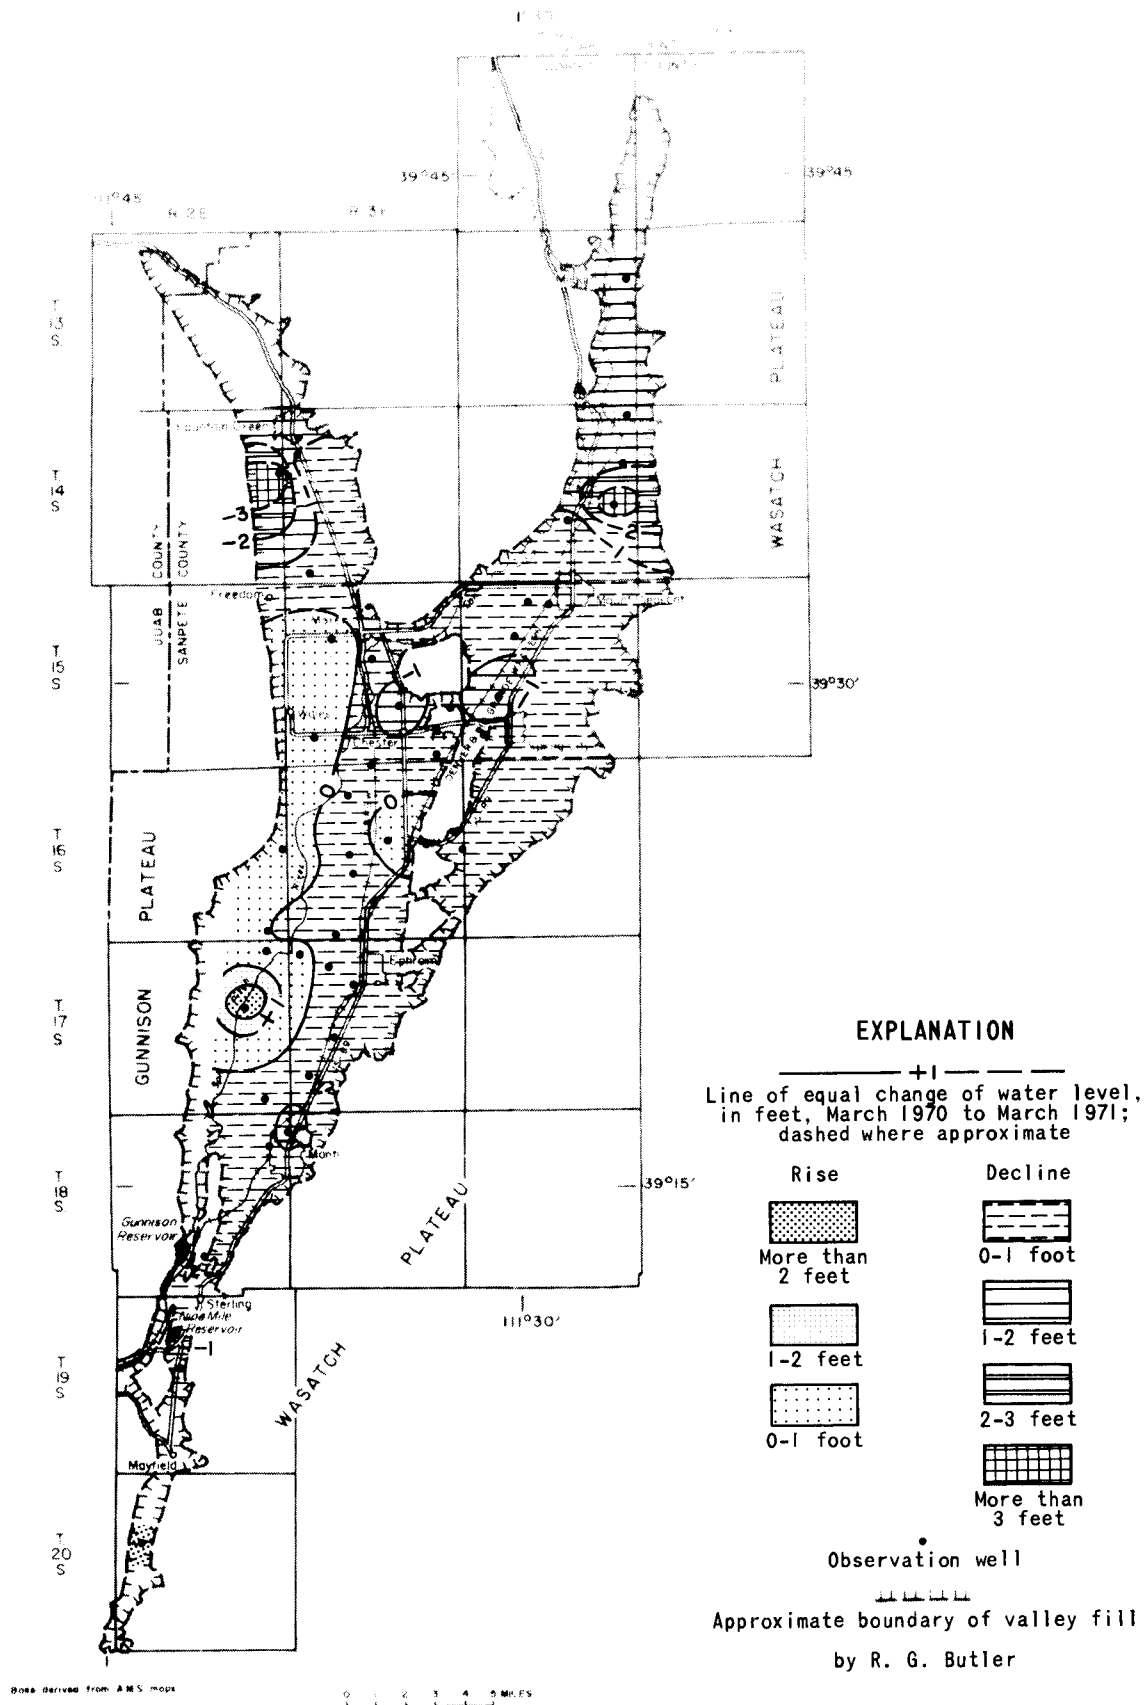 39°45'
39°45'
R 2E
T
13
S
PLATEAU
WASATCH
Fountain Green
T
14
S
-3
-2
-2
-1
JUAB COUNTY
SANPETE COUNTY
Freedom
T
15
S
39°30'
Chester
0
0
T
16
S
PLATEAU
Ephraim
T
17
S
GUNNISON
+1
Manti
T
18
S
39°15'
Gunnison
Reservoir
PLATEAU
Sterling
Nine Mile
Reservoir
-1
111°30'
T
19
S
WASATCH
Mayfield
T
20
S
EXPLANATION
+1
Line of equal change of water level,
in feet, March 1970 to March 1971;
dashed where approximate
Rise
Decline
More than
2 feet
0-1 foot
1-2 feet
1-2 feet
0-1 foot
2-3 feet
More than
3 feet
Observation well
Approximate boundary of valley fill
by R. G. Butler
Base derived from AMS maps
0 1 2 3 4 5 MILES